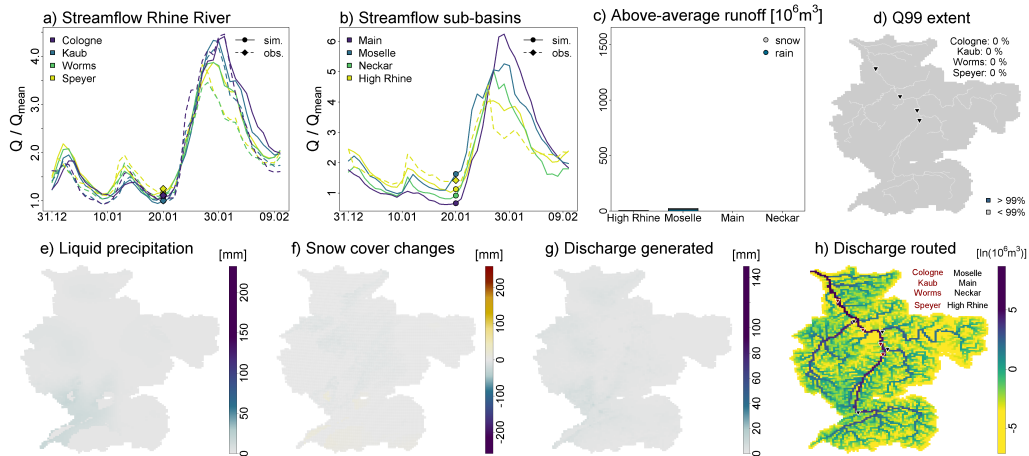 a) Streamflow Rhine River
Q / Qmean
4.0
3.0
2.0
1.0
Cologne
Kaub
Worms
Speyer
sim.
obs.
31.12 10.01 20.01 30.01 09.02
b) Streamflow sub-basins
Q / Qmean
6
5
4
3
2
1
Main
Moselle
Neckar
High Rhine
sim.
obs.
31.12 10.01 20.01 30.01 09.02
c) Above-average runoff [10⁶m³]
1500
1000
500
0
snow
rain
High Rhine Moselle Main Neckar
d) Q99 extent
Cologne: 0 %
Kaub: 0 %
Worms: 0 %
Speyer: 0 %
> 99%
< 99%
e) Liquid precipitation
[mm]
200
150
100
50
0
f) Snow cover changes
[mm]
200
100
0
-100
-200
g) Discharge generated
[mm]
140
120
100
80
60
40
20
0
h) Discharge routed
[ln(10⁶m³)]
Cologne Moselle
Kaub Main
Worms Neckar
Speyer High Rhine
5
0
-5